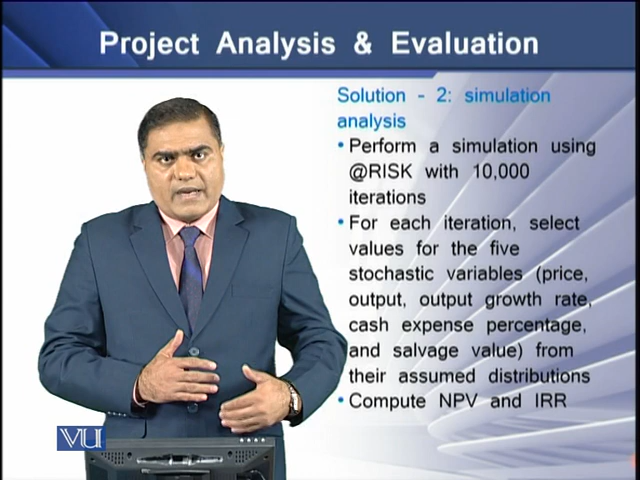 Project Analysis & Evaluation
Solution - 2: simulation
analysis
• Perform a simulation using
@RISK with 10,000
iterations
• For each iteration, select
values for the five
stochastic variables (price,
output, output growth rate,
cash expense percentage,
and salvage value) from
their assumed distributions
• Compute NPV and IRR
VU